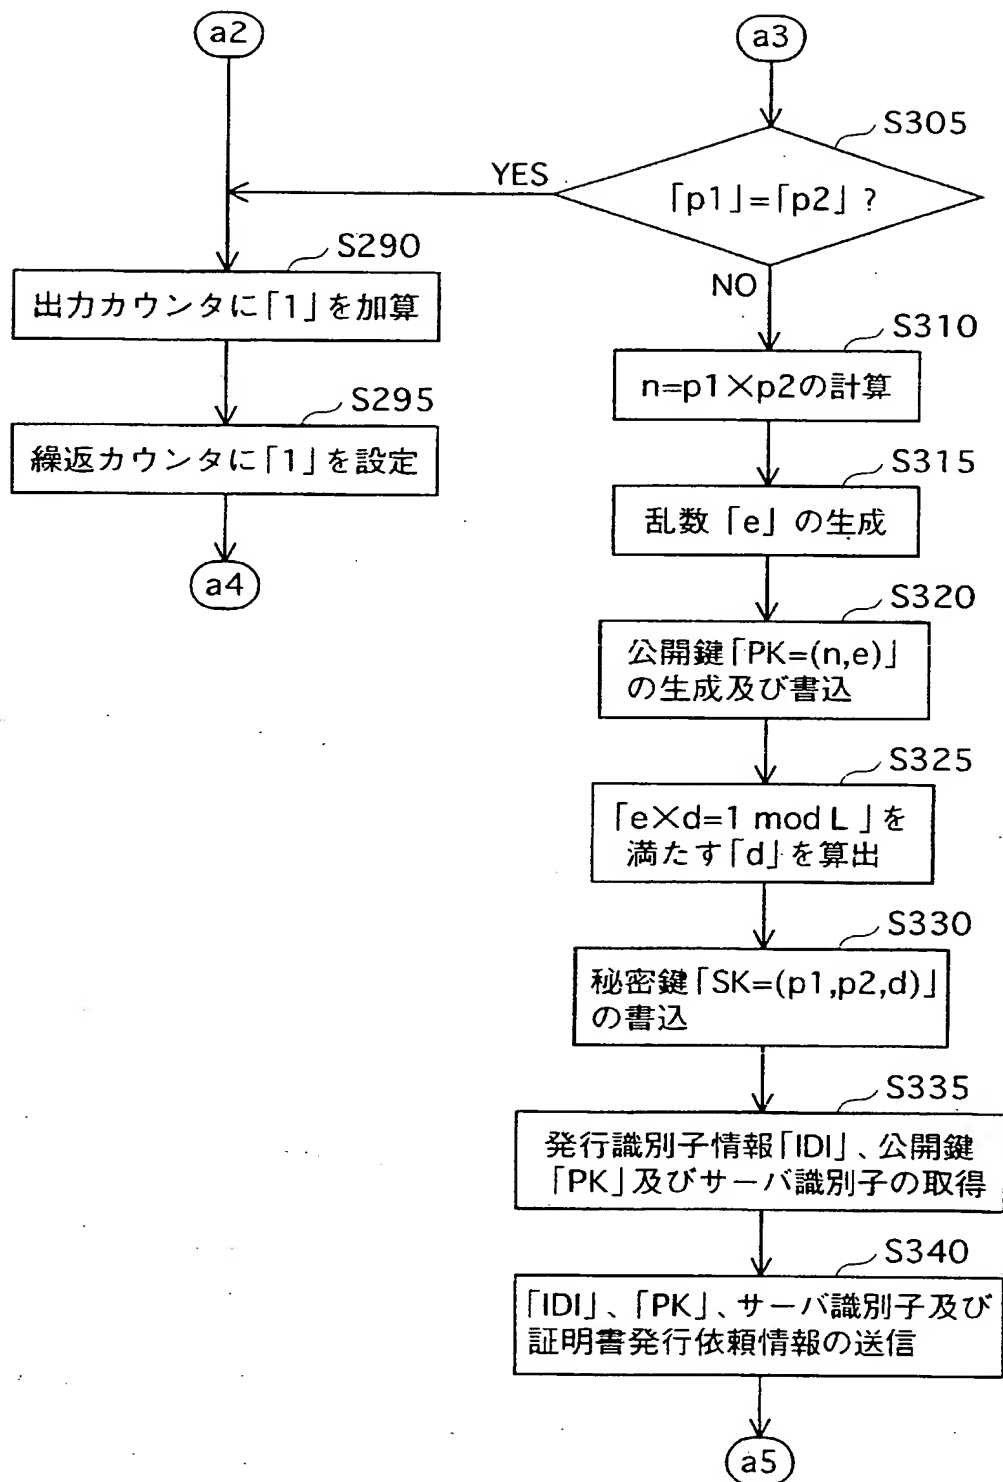 a2
a3
S305
YES
「p1」=「p2」?
NO
S290
出力カウンタに「1」を加算
S295
繰返カウンタに「1」を設定
a4
S310
n=p1×p2の計算
S315
乱数「e」の生成
S320
公開鍵「PK=(n,e)」
の生成及び書込
S325
「e×d=1 mod L」を
満たす「d」を算出
S330
秘密鍵「SK=(p1,p2,d)」
の書込
S335
発行識別子情報「IDI」、公開鍵
「PK」及びサーバ識別子の取得
S340
「IDI」、「PK」、サーバ識別子及び
証明書発行依頼情報の送信
a5